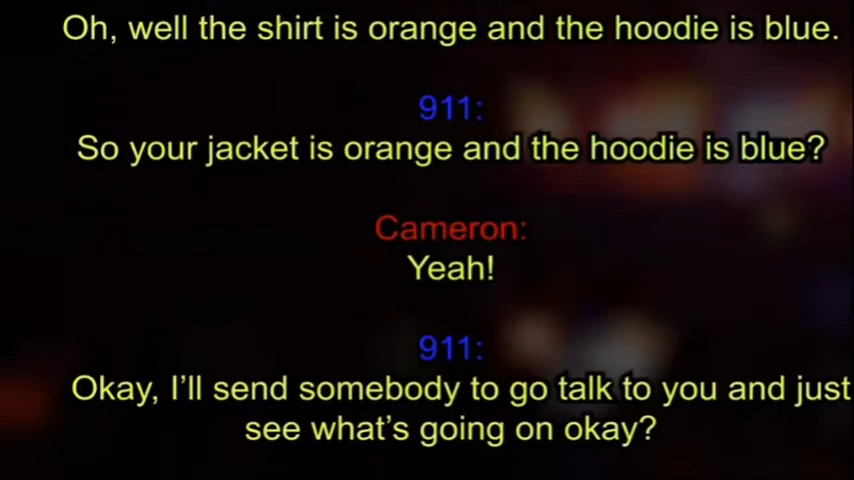 Oh, well the shirt is orange and the hoodie is blue.
911:
So your jacket is orange and the hoodie is blue?
Cameron:
Yeah!
911:
Okay, I’ll send somebody to go talk to you and just
see what’s going on okay?